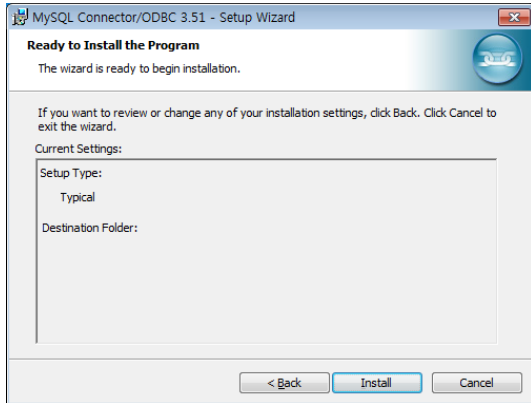 MySQL Connector/ODBC 3.51 - Setup Wizard
Ready to Install the Program
The wizard is ready to begin installation.
If you want to review or change any of your installation settings, click Back. Click Cancel to
exit the wizard.
Current Settings:
Setup Type:
Typical
Destination Folder:
< Back
Install
Cancel